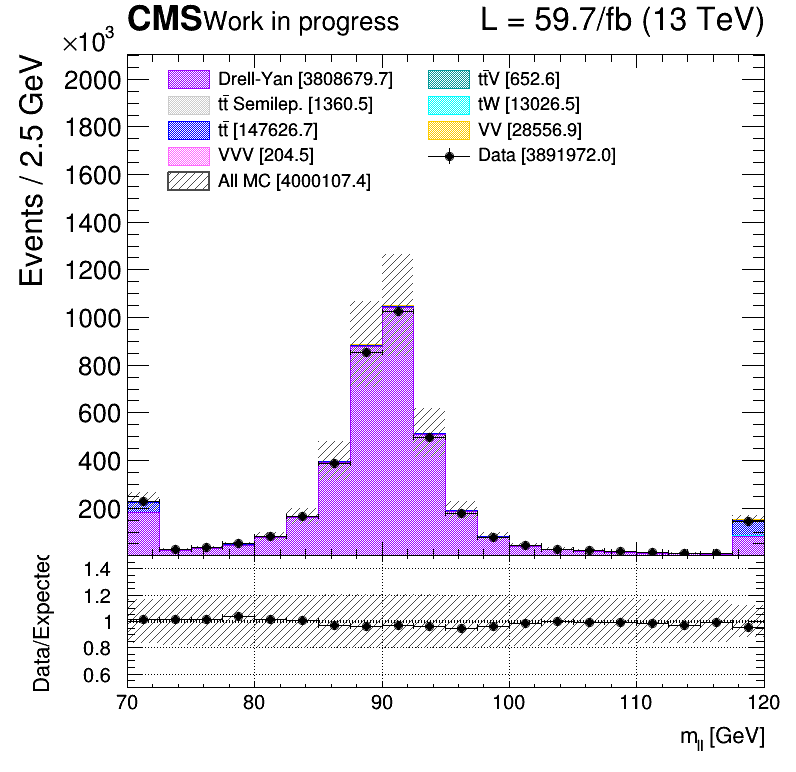 CMS Work in progress L = 59.7/fb (13 TeV)
×10³
Events / 2.5 GeV
2000
1800
1600
1400
1200
1000
800
600
400
200
Drell-Yan [3808679.7]
tt̄ Semilep. [1360.5]
tt̄ [147626.7]
VVV [204.5]
All MC [4000107.4]
tt̄V [652.6]
tW [13026.5]
VV [28556.9]
Data [3891972.0]
Data/Expected
1.4
1.2
1
0.8
0.6
70 80 90 100 110 120
m_ll [GeV]